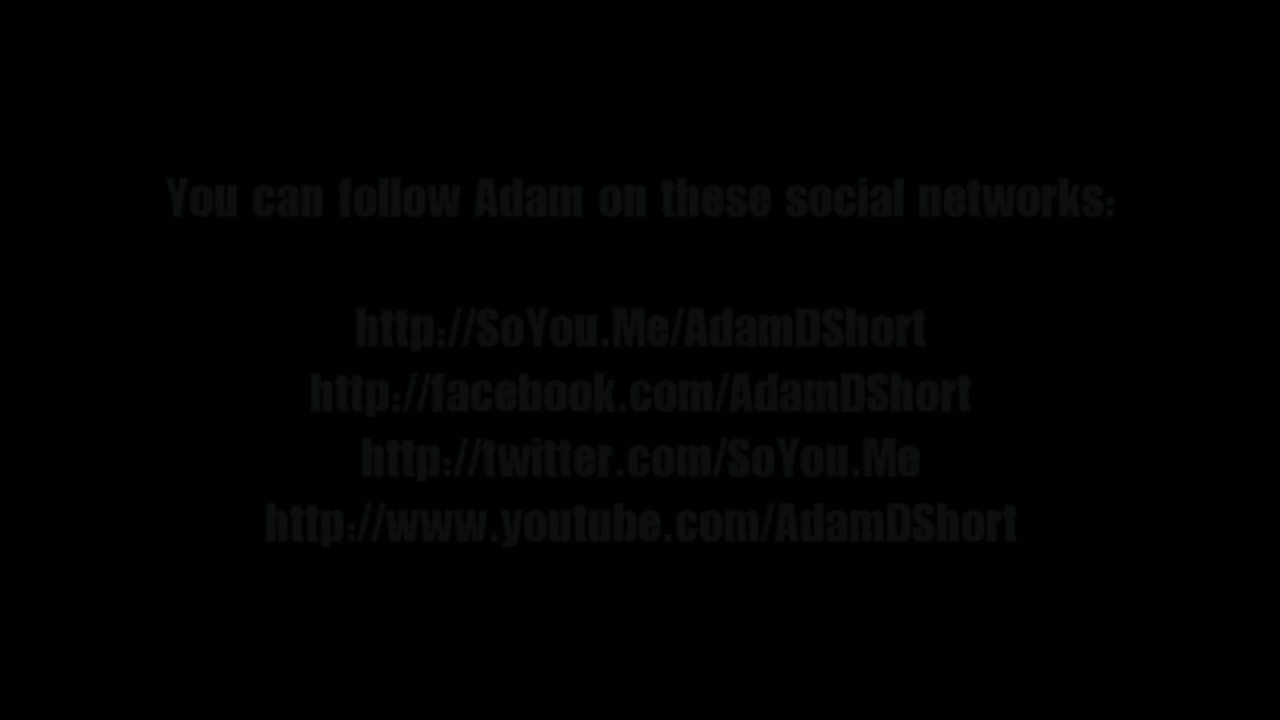 You can follow Adam on these social networks:
http://SoYou.Me/AdamDShort
http://facebook.com/AdamDShort
http://twitter.com/SoYou.Me
http://www.youtube.com/AdamDShort